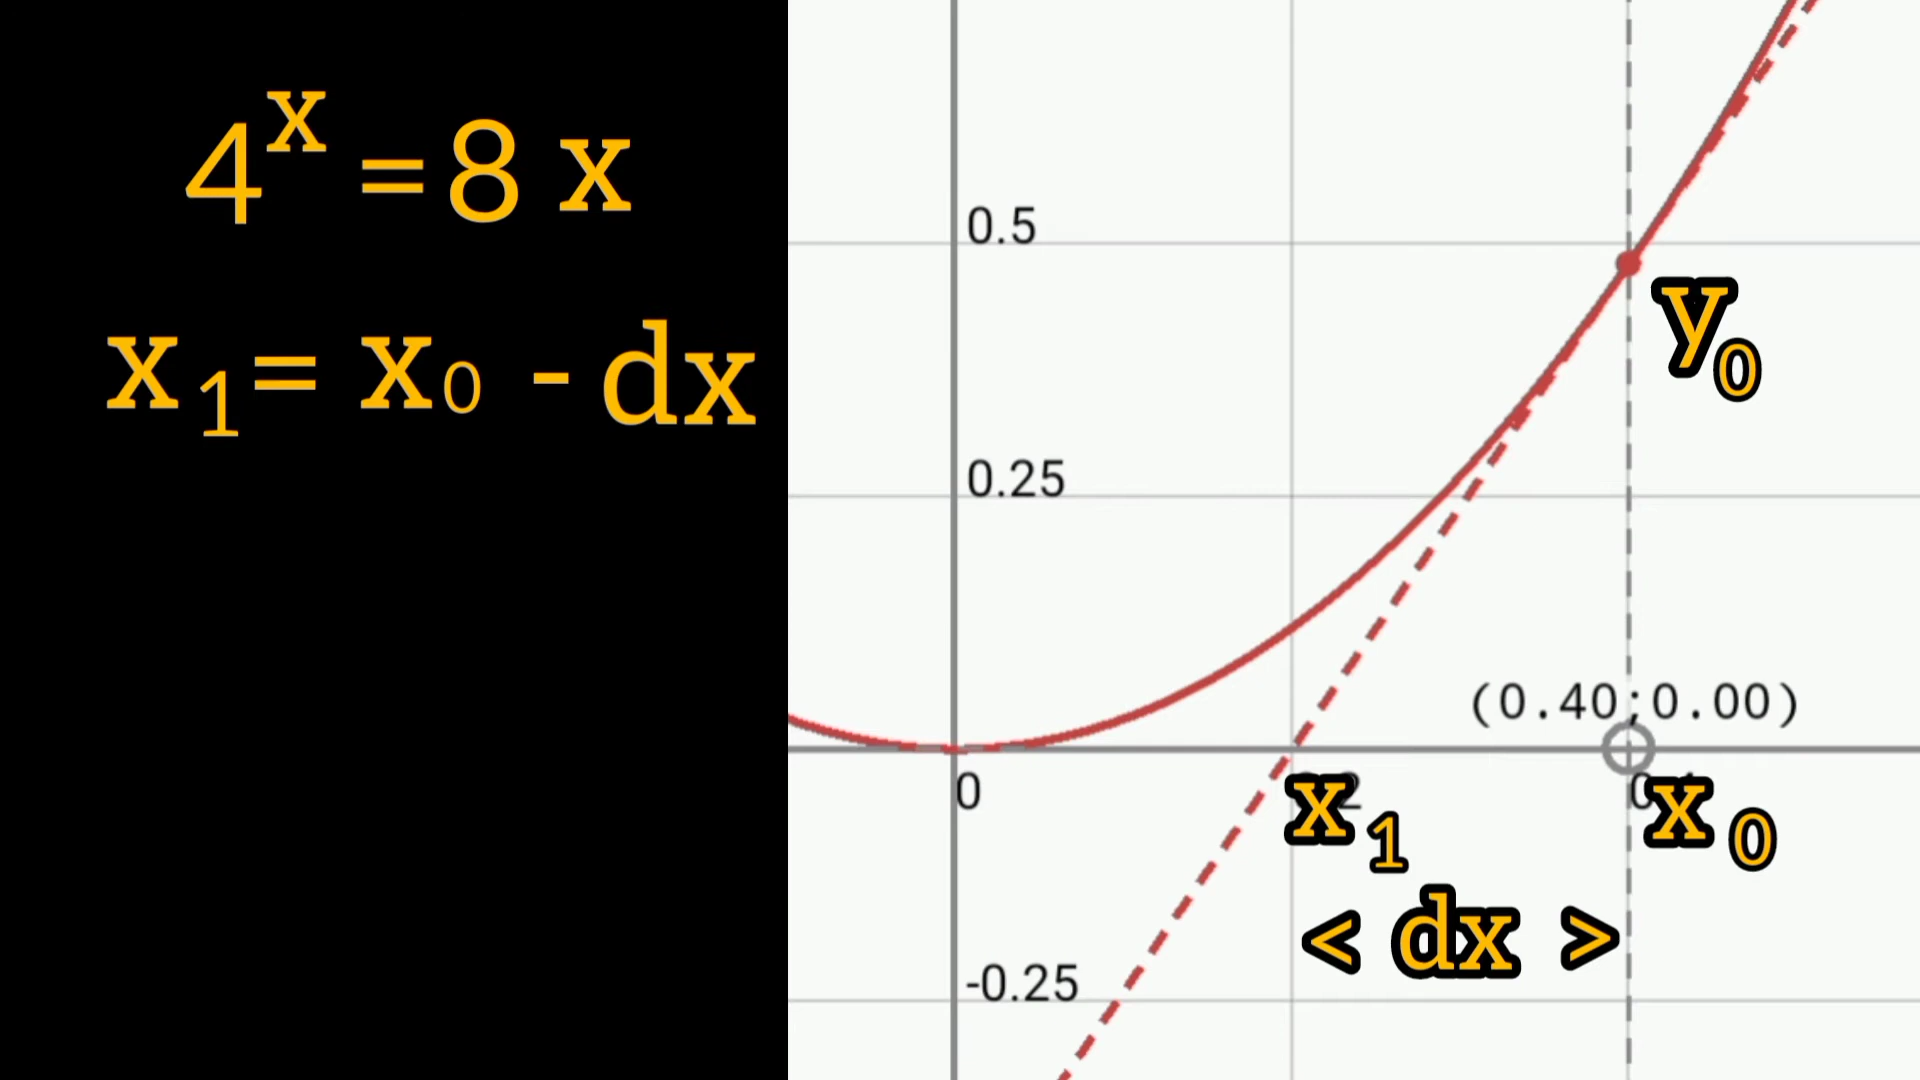 4^x = 8 x
x₁ = x₀ - dx
0.5
y₀
0.25
(0.40;0.00)
0
x₁
x₀
< dx >
-0.25